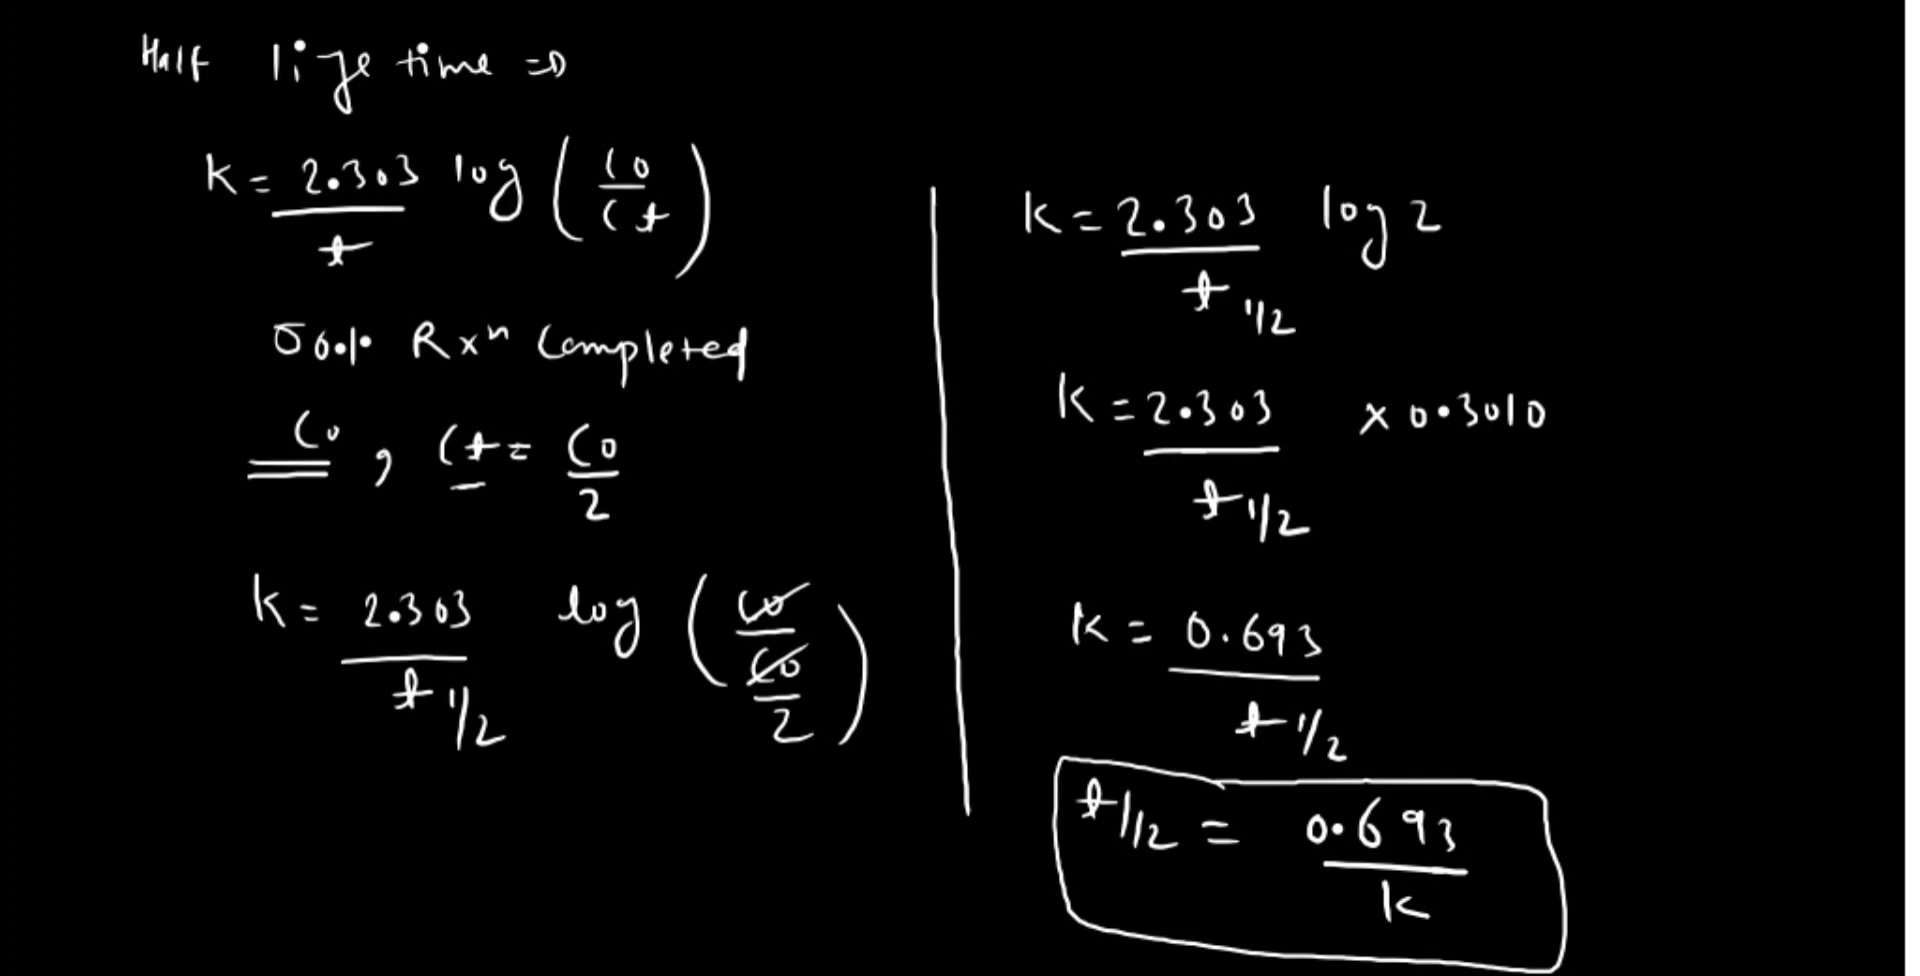 Half life time ⇒
k = 2.303/t log (C0/Ct)
50% Rxn Completed
C0, Ct = C0/2
k = 2.303/t1/2 log (C0/(C0/2))
k = 2.303/t1/2 log 2
k = 2.303/t1/2 × 0.3010
k = 0.693/t1/2
t1/2 = 0.693/k